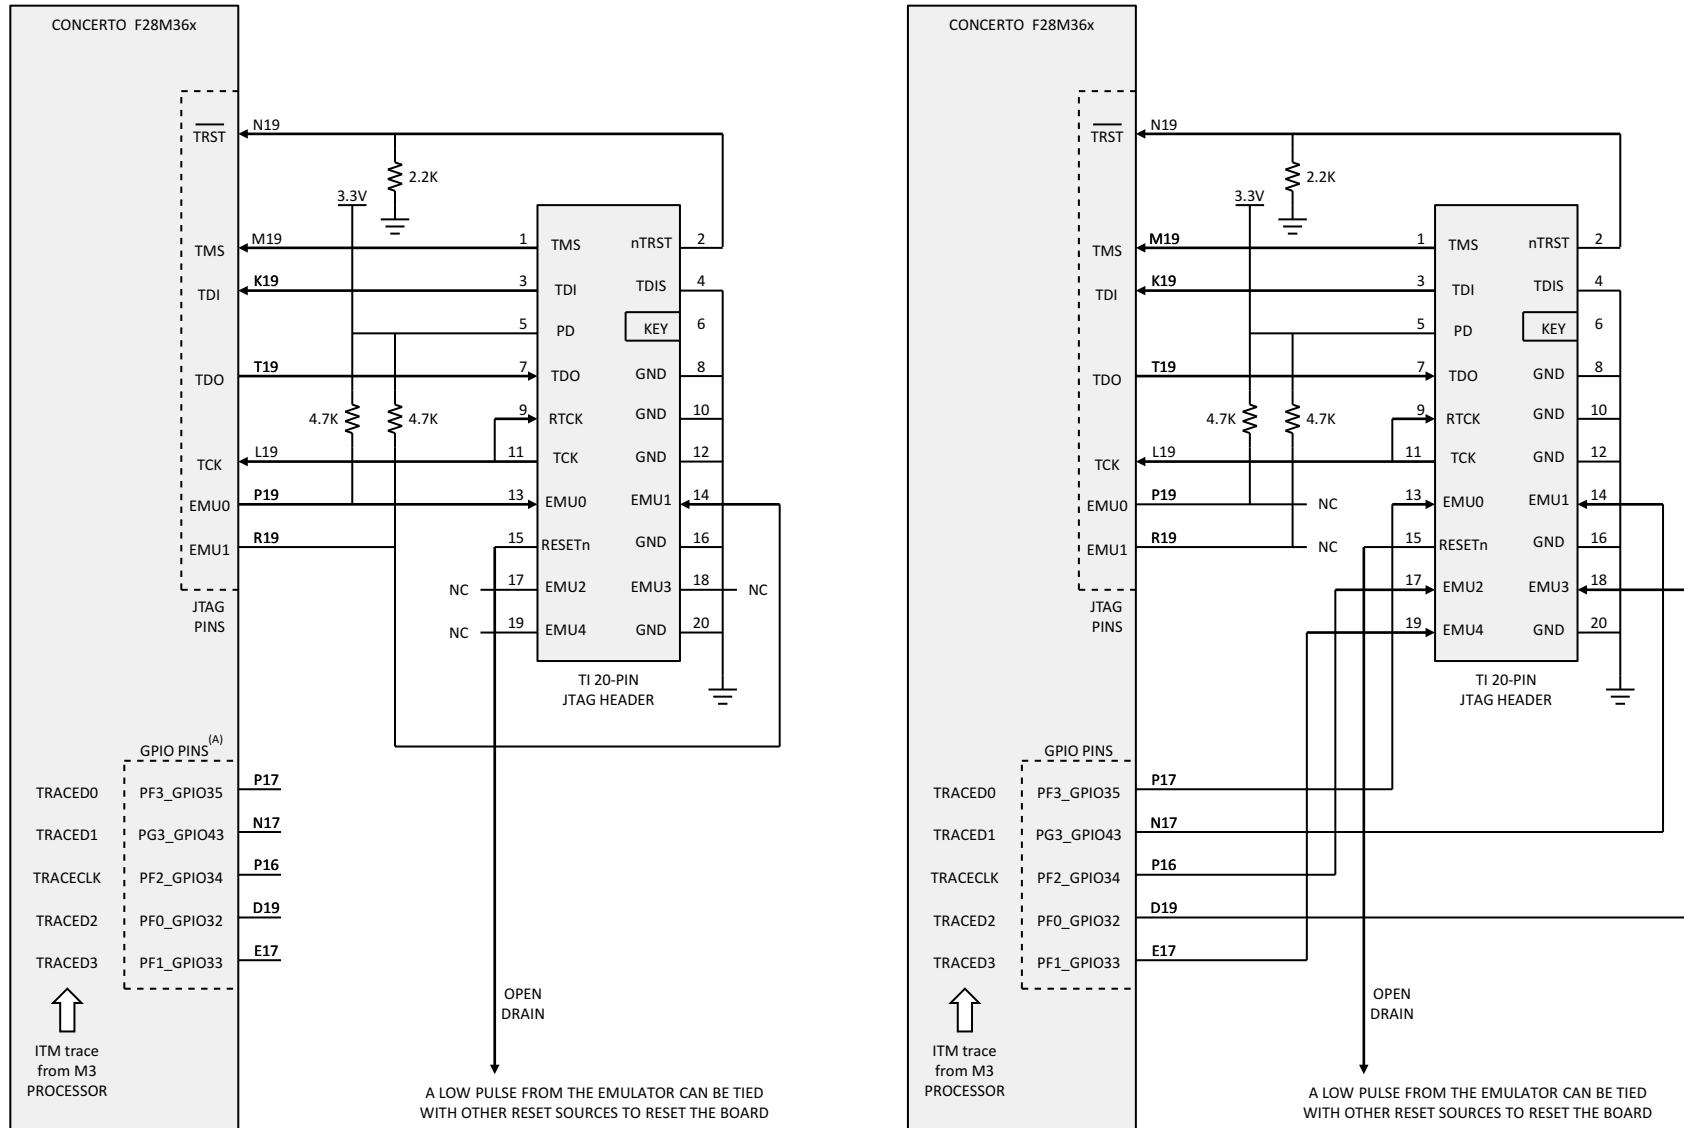 CONCERTO F28M36x
N19
TRST
2.2K
3.3V
M19
1
TMS
nTRST
2
TMS
K19
3
TDI
TDIS
4
TDI
5
PD
KEY
6
T19
7
TDO
GND
8
TDO
4.7K
4.7K
9
RTCK
GND
10
L19
11
TCK
GND
12
TCK
P19
13
EMU0
EMU1
14
EMU0
R19
15
RESETn
GND
16
EMU1
NC
17
EMU2
EMU3
18
NC
JTAG
PINS
NC
19
EMU4
GND
20
TI 20-PIN
JTAG HEADER
GPIO PINS(A)
TRACED0
PF3_GPIO35
P17
TRACED1
PG3_GPIO43
N17
TRACECLK
PF2_GPIO34
P16
TRACED2
PF0_GPIO32
D19
TRACED3
PF1_GPIO33
E17
OPEN
DRAIN
ITM trace
from M3
PROCESSOR
A LOW PULSE FROM THE EMULATOR CAN BE TIED
WITH OTHER RESET SOURCES TO RESET THE BOARD
CONCERTO F28M36x
N19
TRST
2.2K
3.3V
M19
1
TMS
nTRST
2
TMS
K19
3
TDI
TDIS
4
TDI
5
PD
KEY
6
T19
7
TDO
GND
8
TDO
4.7K
4.7K
9
RTCK
GND
10
L19
11
TCK
GND
12
TCK
P19
NC
13
EMU0
EMU1
14
EMU0
R19
NC
15
RESETn
GND
16
EMU1
17
EMU2
EMU3
18
JTAG
PINS
19
EMU4
GND
20
TI 20-PIN
JTAG HEADER
GPIO PINS
TRACED0
PF3_GPIO35
P17
TRACED1
PG3_GPIO43
N17
TRACECLK
PF2_GPIO34
P16
TRACED2
PF0_GPIO32
D19
TRACED3
PF1_GPIO33
E17
OPEN
DRAIN
ITM trace
from M3
PROCESSOR
A LOW PULSE FROM THE EMULATOR CAN BE TIED
WITH OTHER RESET SOURCES TO RESET THE BOARD